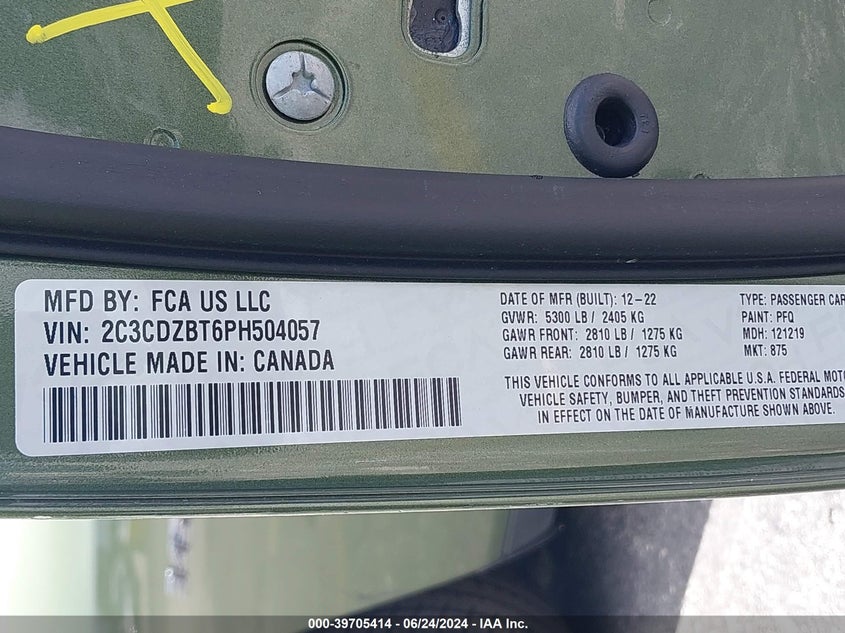 MFD BY: FCA US LLC
VIN: 2C3CDZBT6PH504057
VEHICLE MADE IN: CANADA
DATE OF MFR (BUILT): 12-22
GVWR: 5300 LB / 2405 KG
GAWR FRONT: 2810 LB / 1275 KG
GAWR REAR: 2810 LB / 1275 KG
TYPE: PASSENGER CAR
PAINT: PFQ
MDH: 121219
MKT: 875
THIS VEHICLE CONFORMS TO ALL APPLICABLE U.S.A. FEDERAL MOTO
VEHICLE SAFETY, BUMPER, AND THEFT PREVENTION STANDARDS
IN EFFECT ON THE DATE OF MANUFACTURE SHOWN ABOVE.
000-39705414 - 06/24/2024 - IAA Inc.